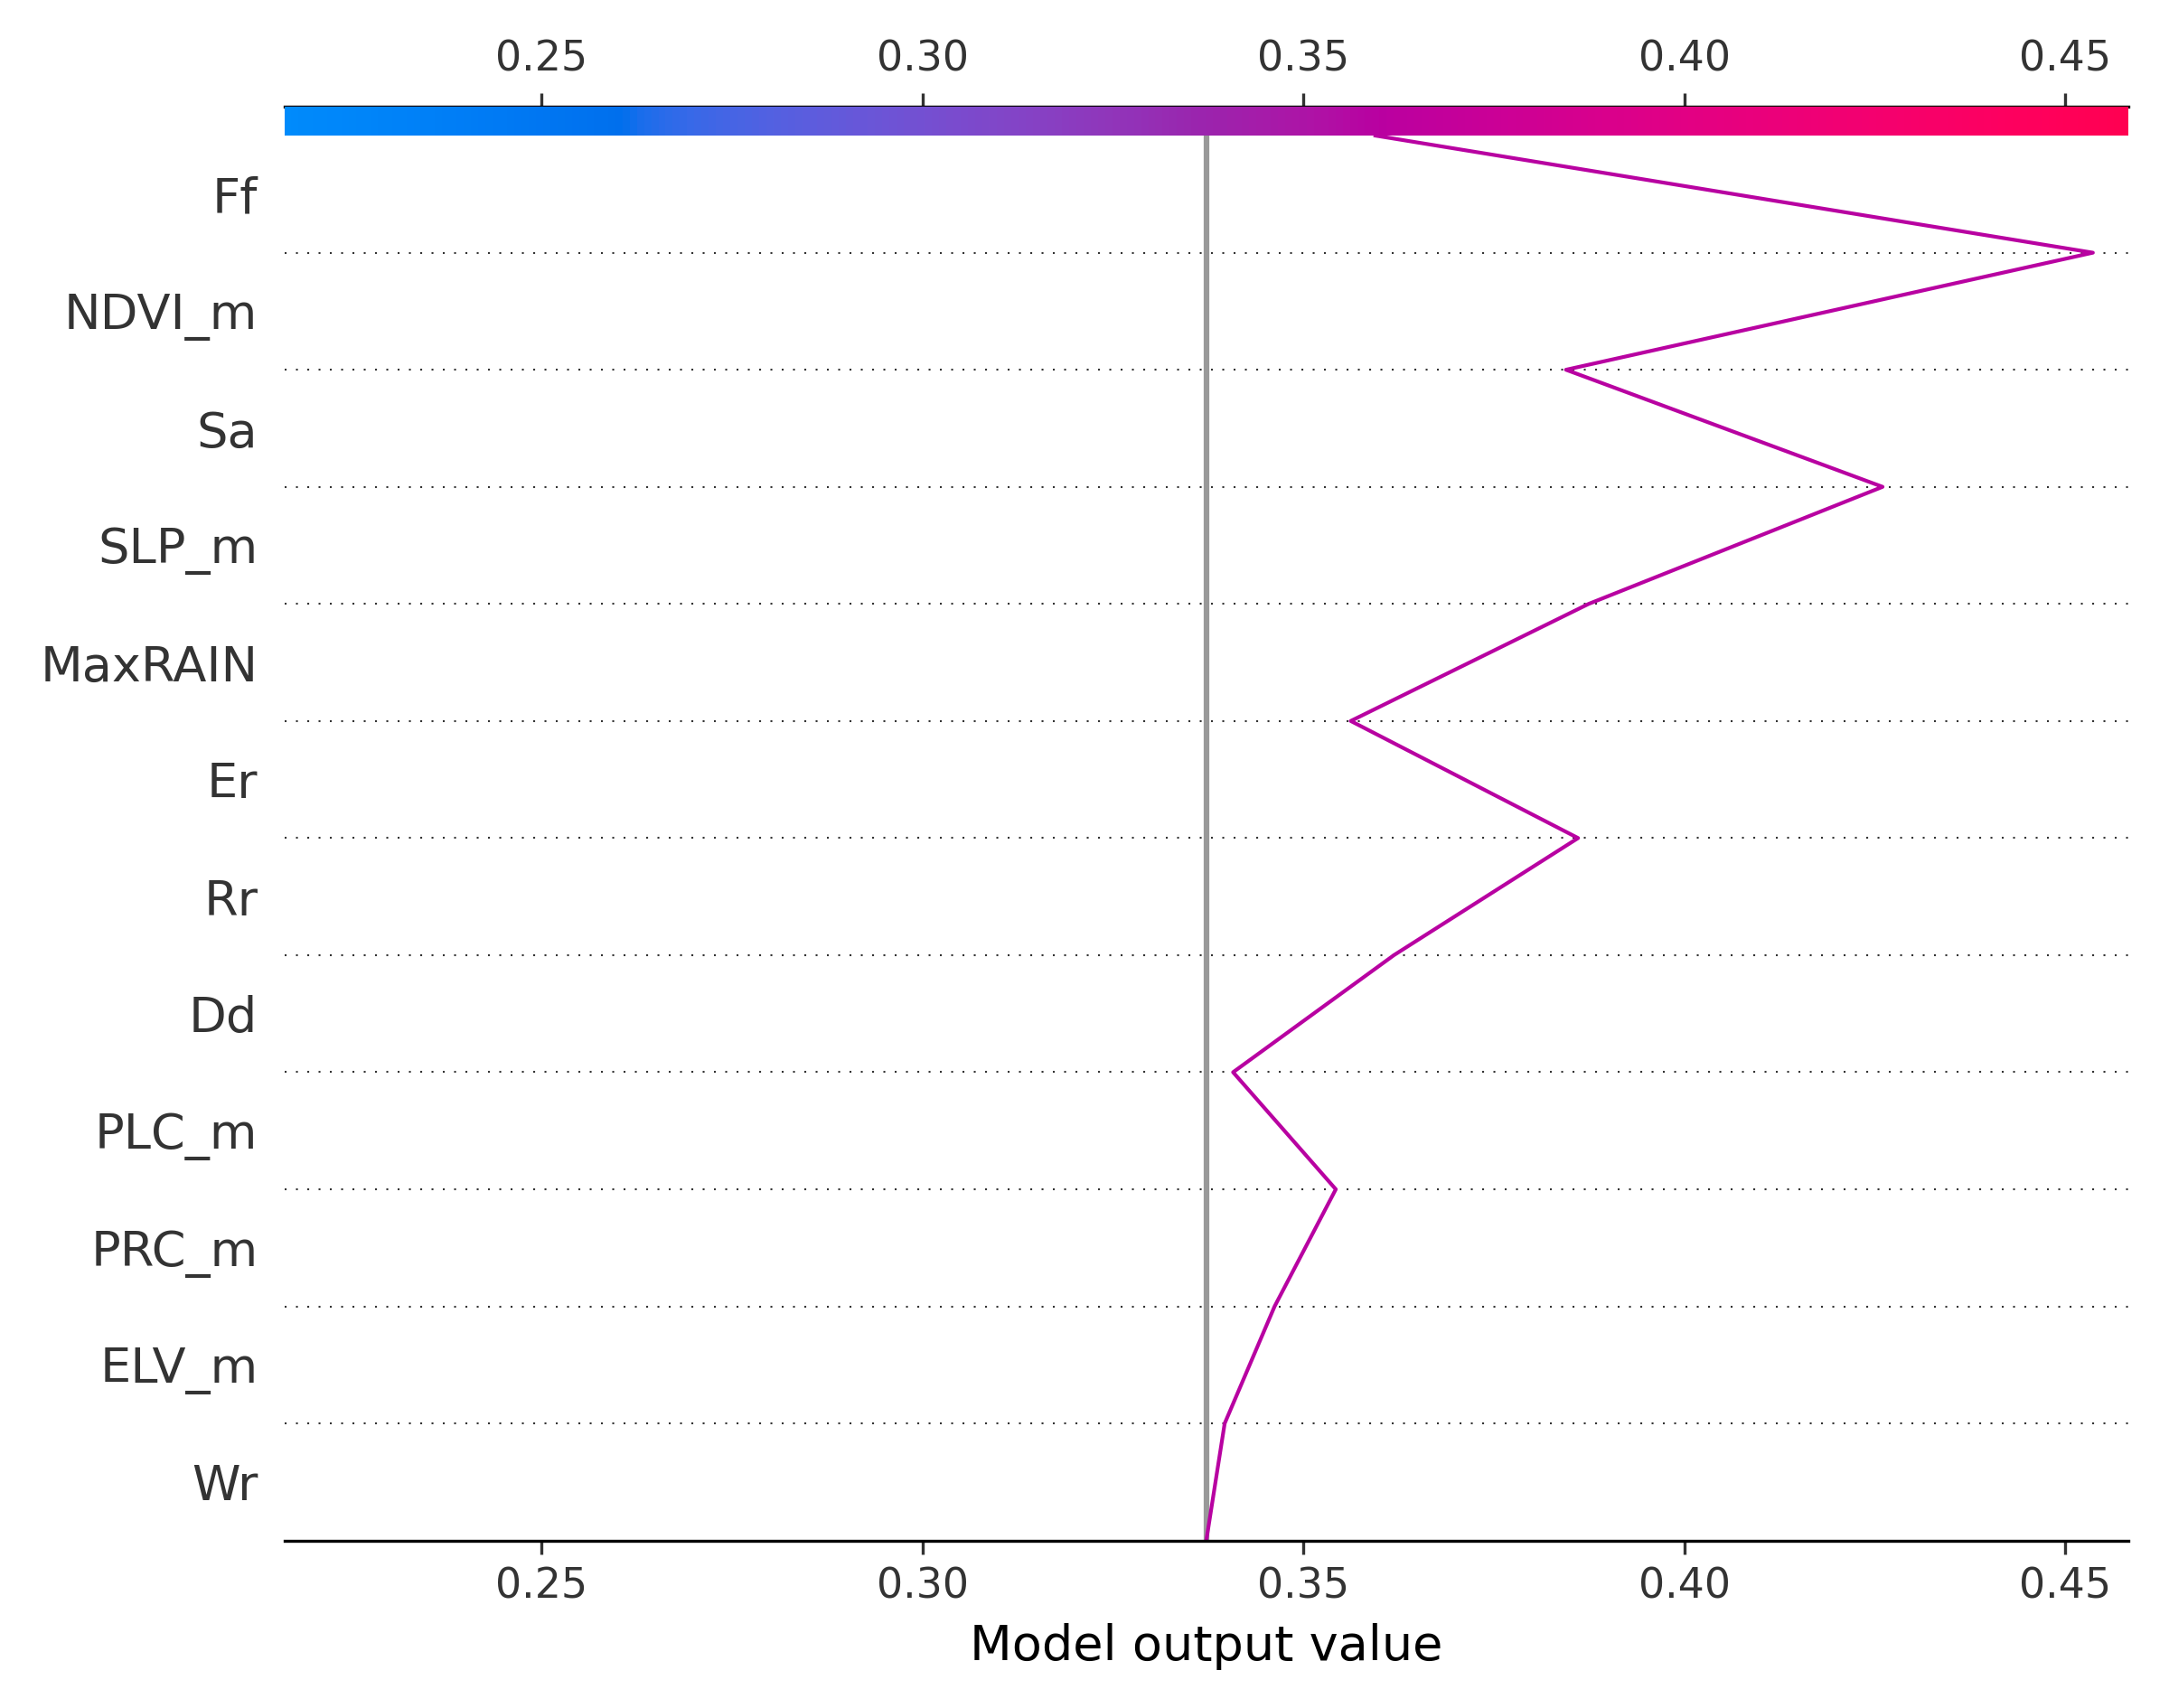 0.25 0.30 0.35 0.40 0.45
Ff
NDVI_m
Sa
SLP_m
MaxRAIN
Er
Rr
Dd
PLC_m
PRC_m
ELV_m
Wr
0.25 0.30 0.35 0.40 0.45
Model output value